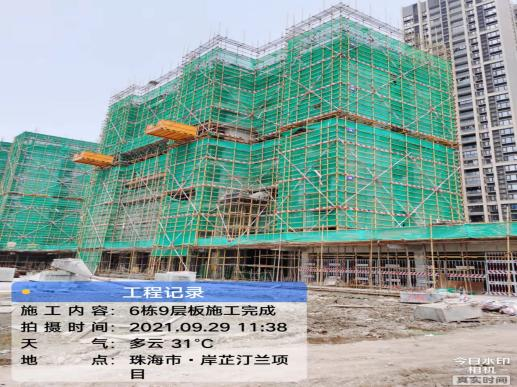 工程记录
施工内容：6栋9层板施工完成
拍摄时间：2021.09.29 11:38
天气：多云 31℃
地点：珠海市·岸芷汀兰项
目
今日水印
相机
真实时间